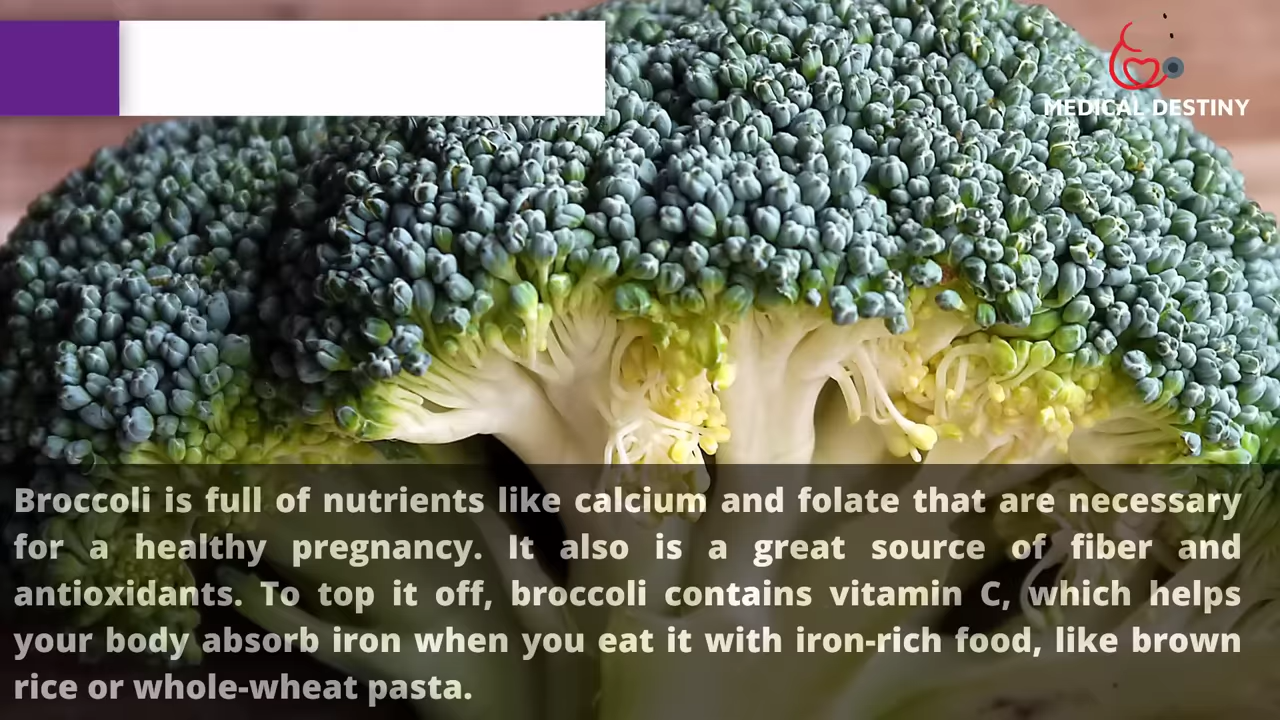 MEDICAL DESTINY
Broccoli is full of nutrients like calcium and folate that are necessary
for a healthy pregnancy. It also is a great source of fiber and
antioxidants. To top it off, broccoli contains vitamin C, which helps
your body absorb iron when you eat it with iron-rich food, like brown
rice or whole-wheat pasta.